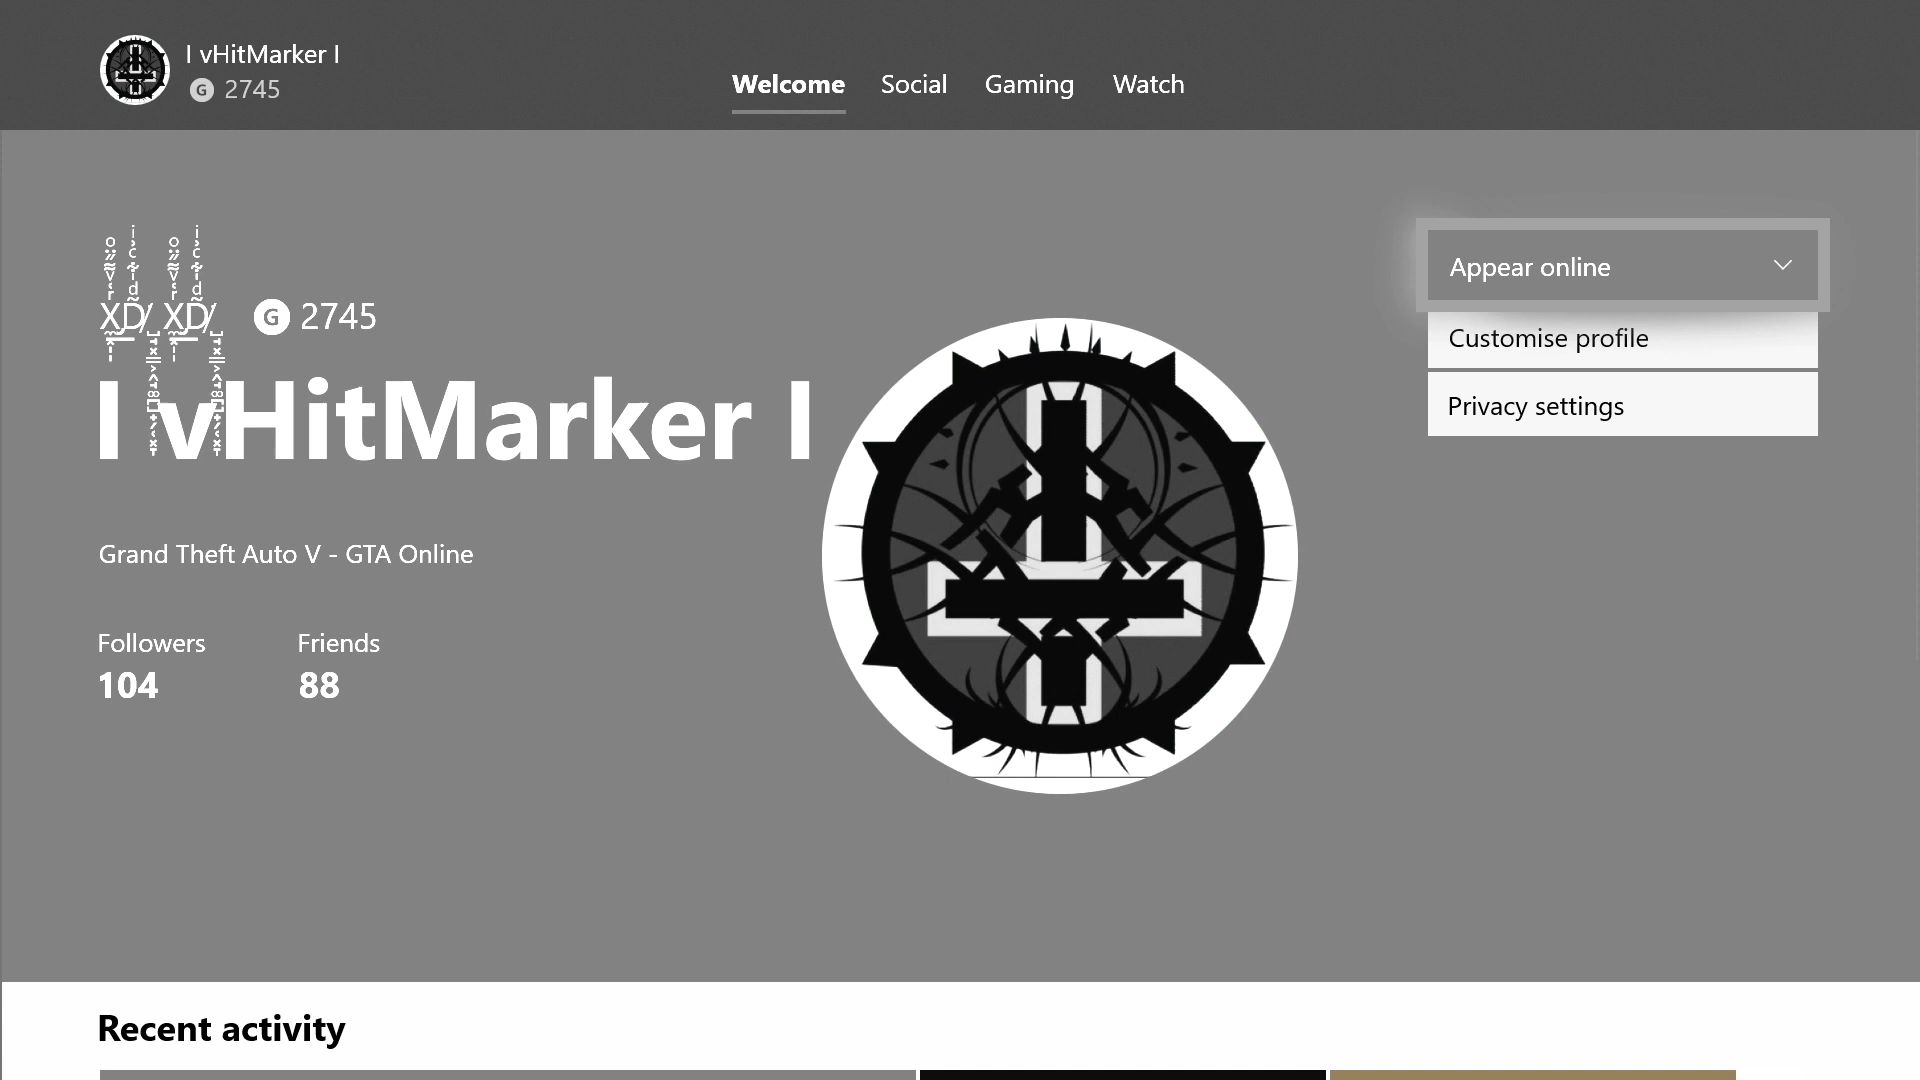 I vHitMarker I
G 2745
Welcome Social Gaming Watch
XD/ XD/ G 2745
I vHitMarker I
Grand Theft Auto V - GTA Online
Followers Friends
104 88
Appear online
Customise profile
Privacy settings
Recent activity